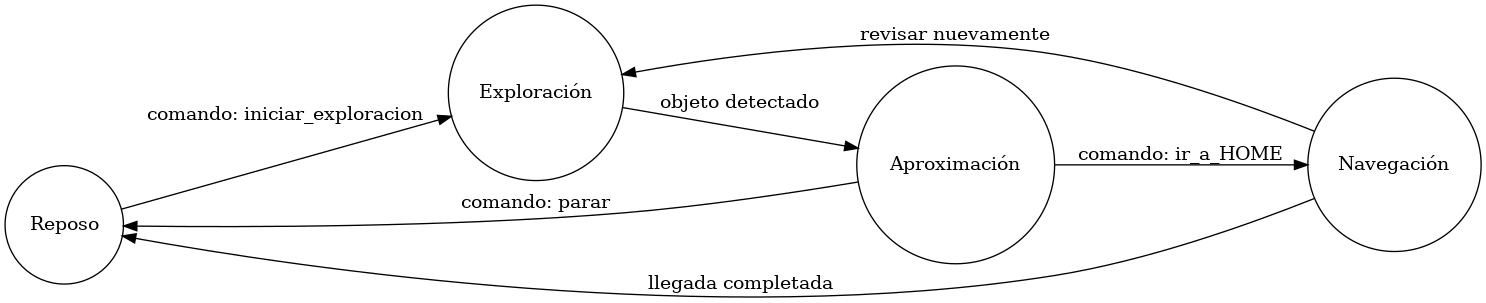 revisar nuevamente
Exploración
objeto detectado
comando: iniciar_exploracion
Aproximación
comando: ir_a_HOME
Navegación
comando: parar
Reposo
llegada completada